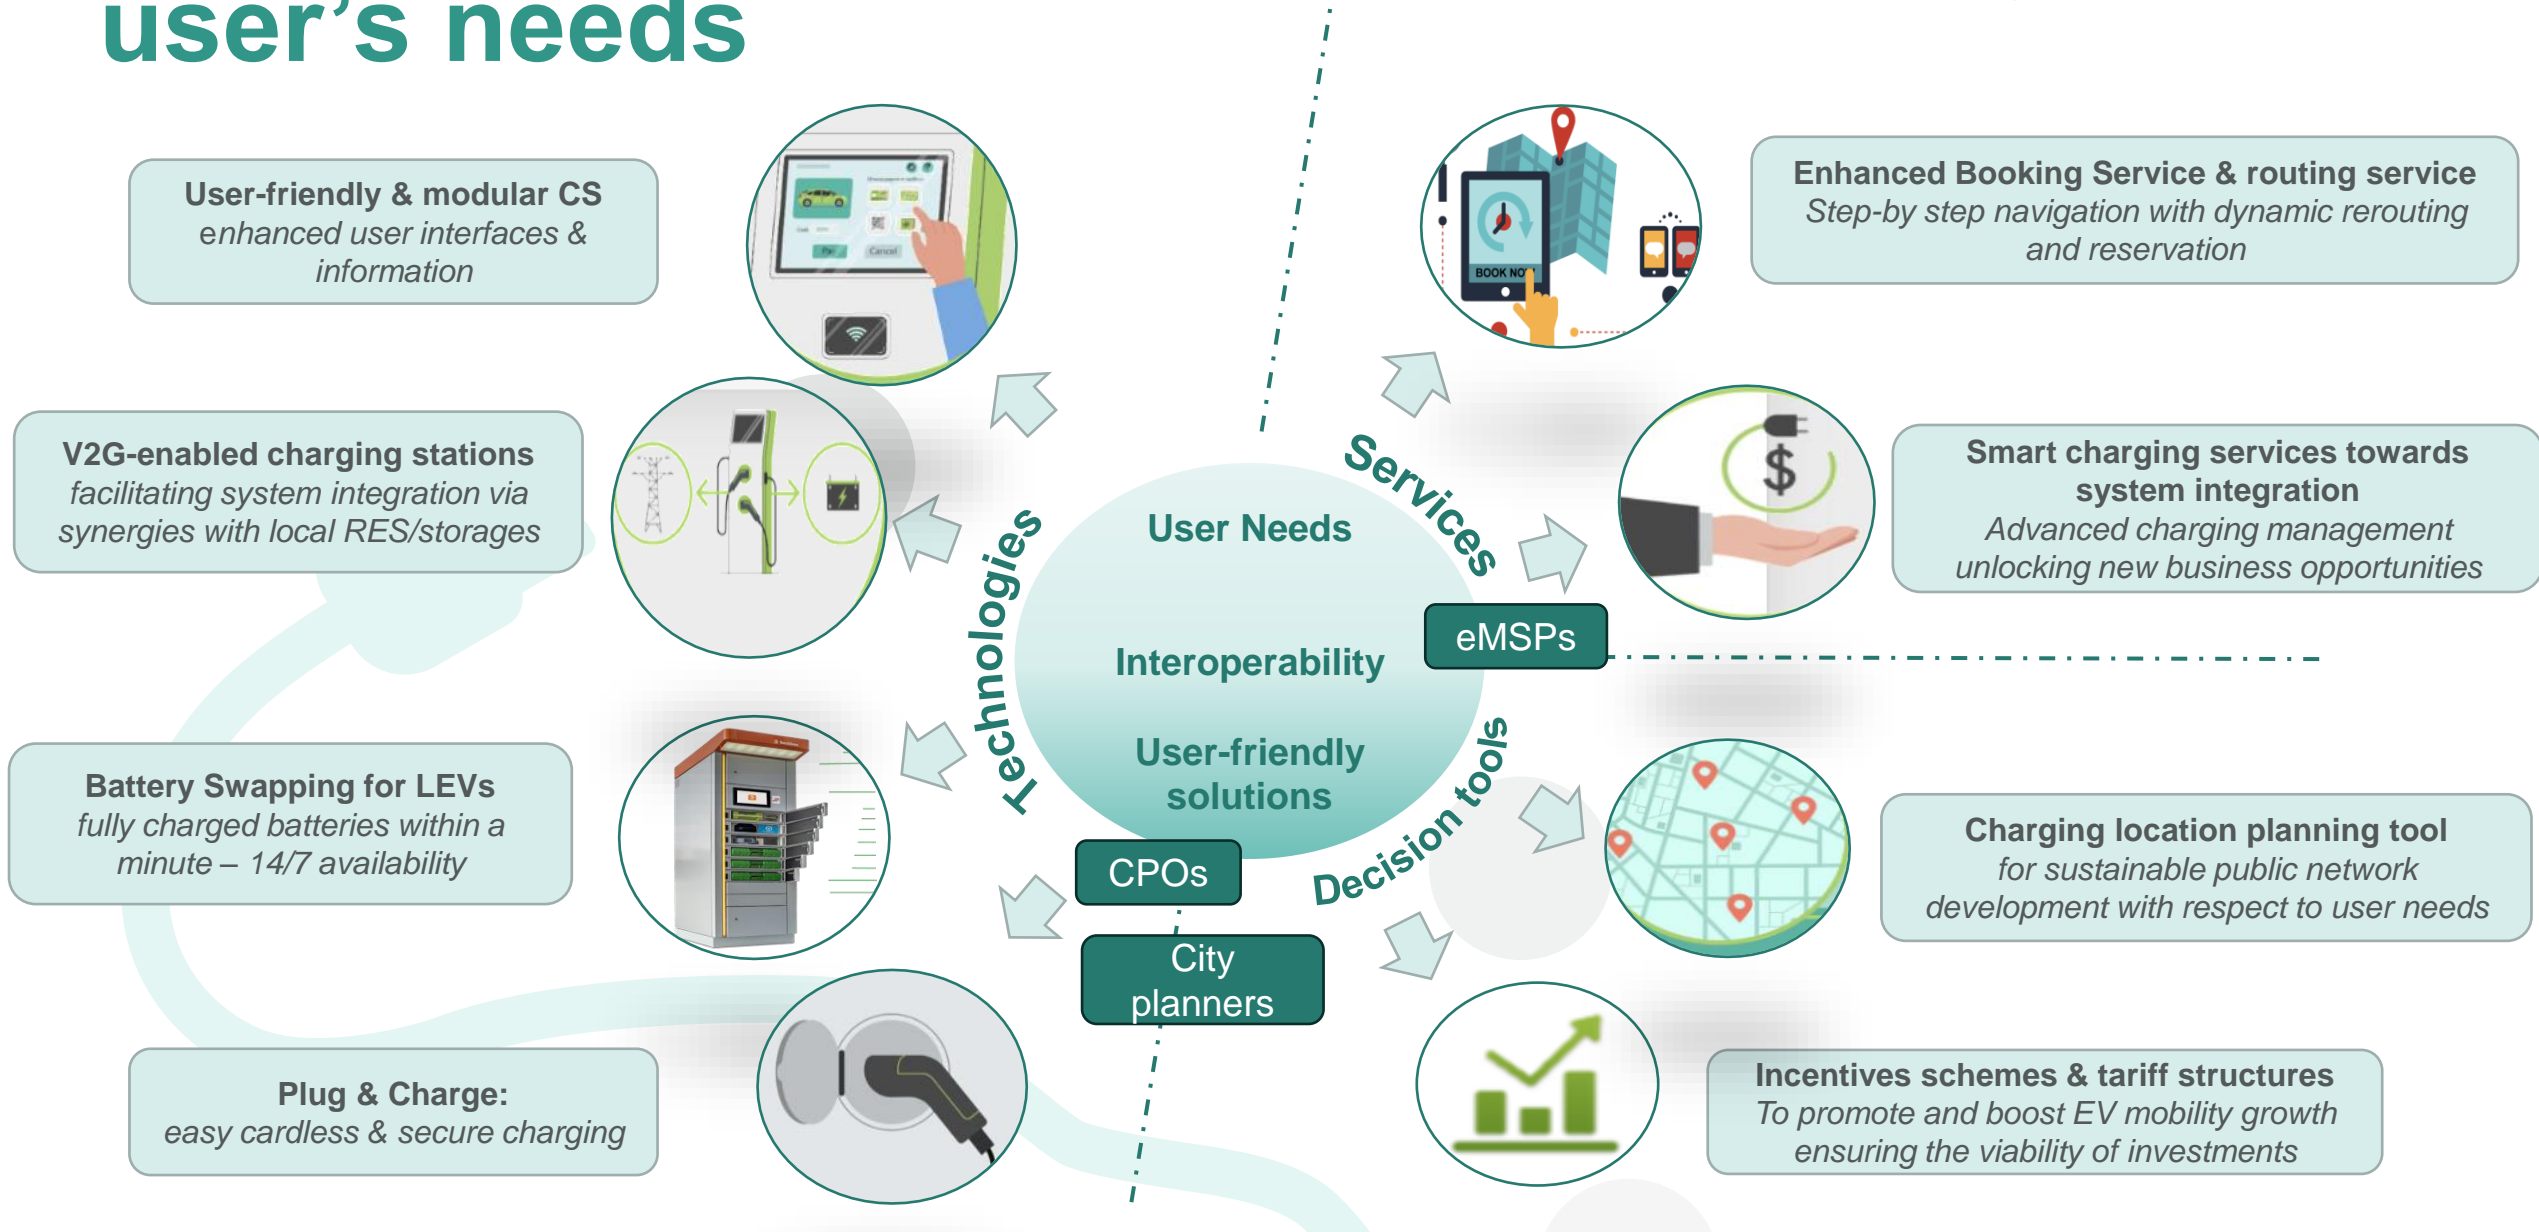 user's needs
User-friendly & modular CS
enhanced user interfaces &
information
V2G-enabled charging stations
facilitating system integration via
synergies with local RES/storages
Battery Swapping for LEVs
fully charged batteries within a
minute – 14/7 availability
Plug & Charge:
easy cardless & secure charging
Pay
Cancel
Technologies
User Needs
Interoperability
User-friendly
solutions
CPOs
City
planners
eMSPs
Services
Decision tools
BOOK NOW
Enhanced Booking Service & routing service
Step-by step navigation with dynamic rerouting
and reservation
$
Smart charging services towards
system integration
Advanced charging management
unlocking new business opportunities
Charging location planning tool
for sustainable public network
development with respect to user needs
Incentives schemes & tariff structures
To promote and boost EV mobility growth
ensuring the viability of investments